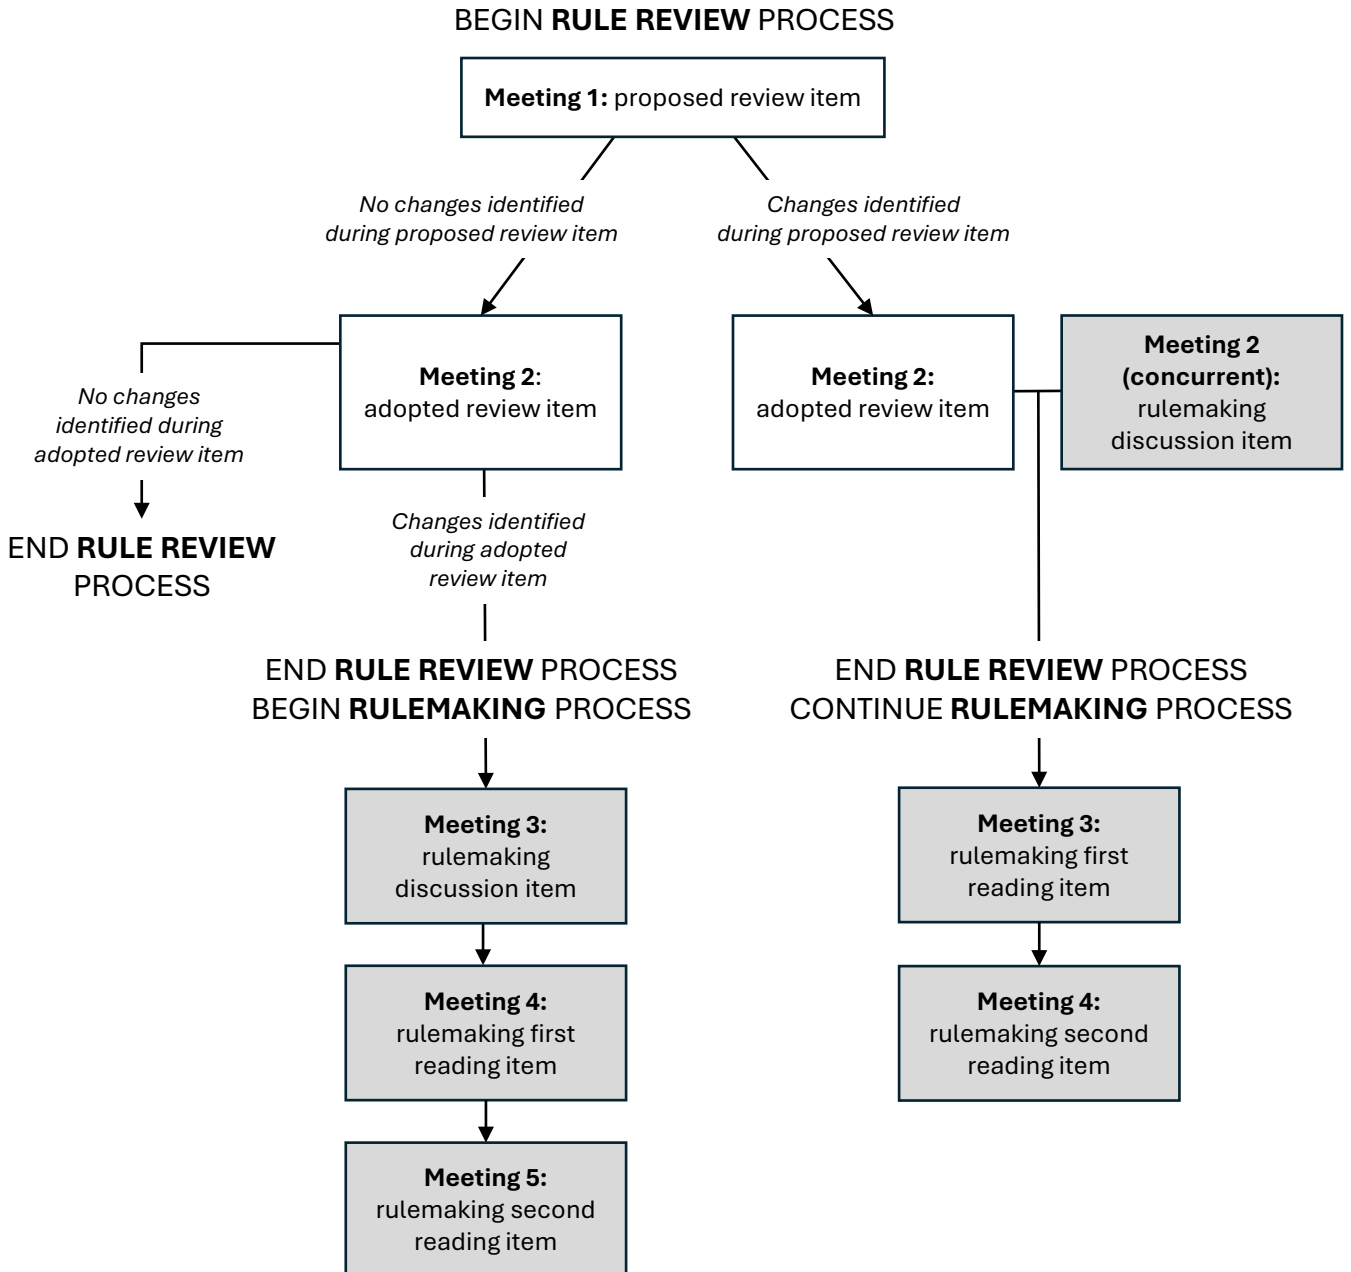 BEGIN RULE REVIEW PROCESS
Meeting 1: proposed review item
No changes identified
during proposed review item
Changes identified
during proposed review item
Meeting 2:
adopted review item
Meeting 2:
adopted review item
Meeting 2
(concurrent):
rulemaking
discussion item
No changes
identified during
adopted review item
END RULE REVIEW
PROCESS
Changes identified
during adopted
review item
END RULE REVIEW PROCESS
BEGIN RULEMAKING PROCESS
END RULE REVIEW PROCESS
CONTINUE RULEMAKING PROCESS
Meeting 3:
rulemaking
discussion item
Meeting 3:
rulemaking first
reading item
Meeting 4:
rulemaking first
reading item
Meeting 4:
rulemaking second
reading item
Meeting 5:
rulemaking second
reading item